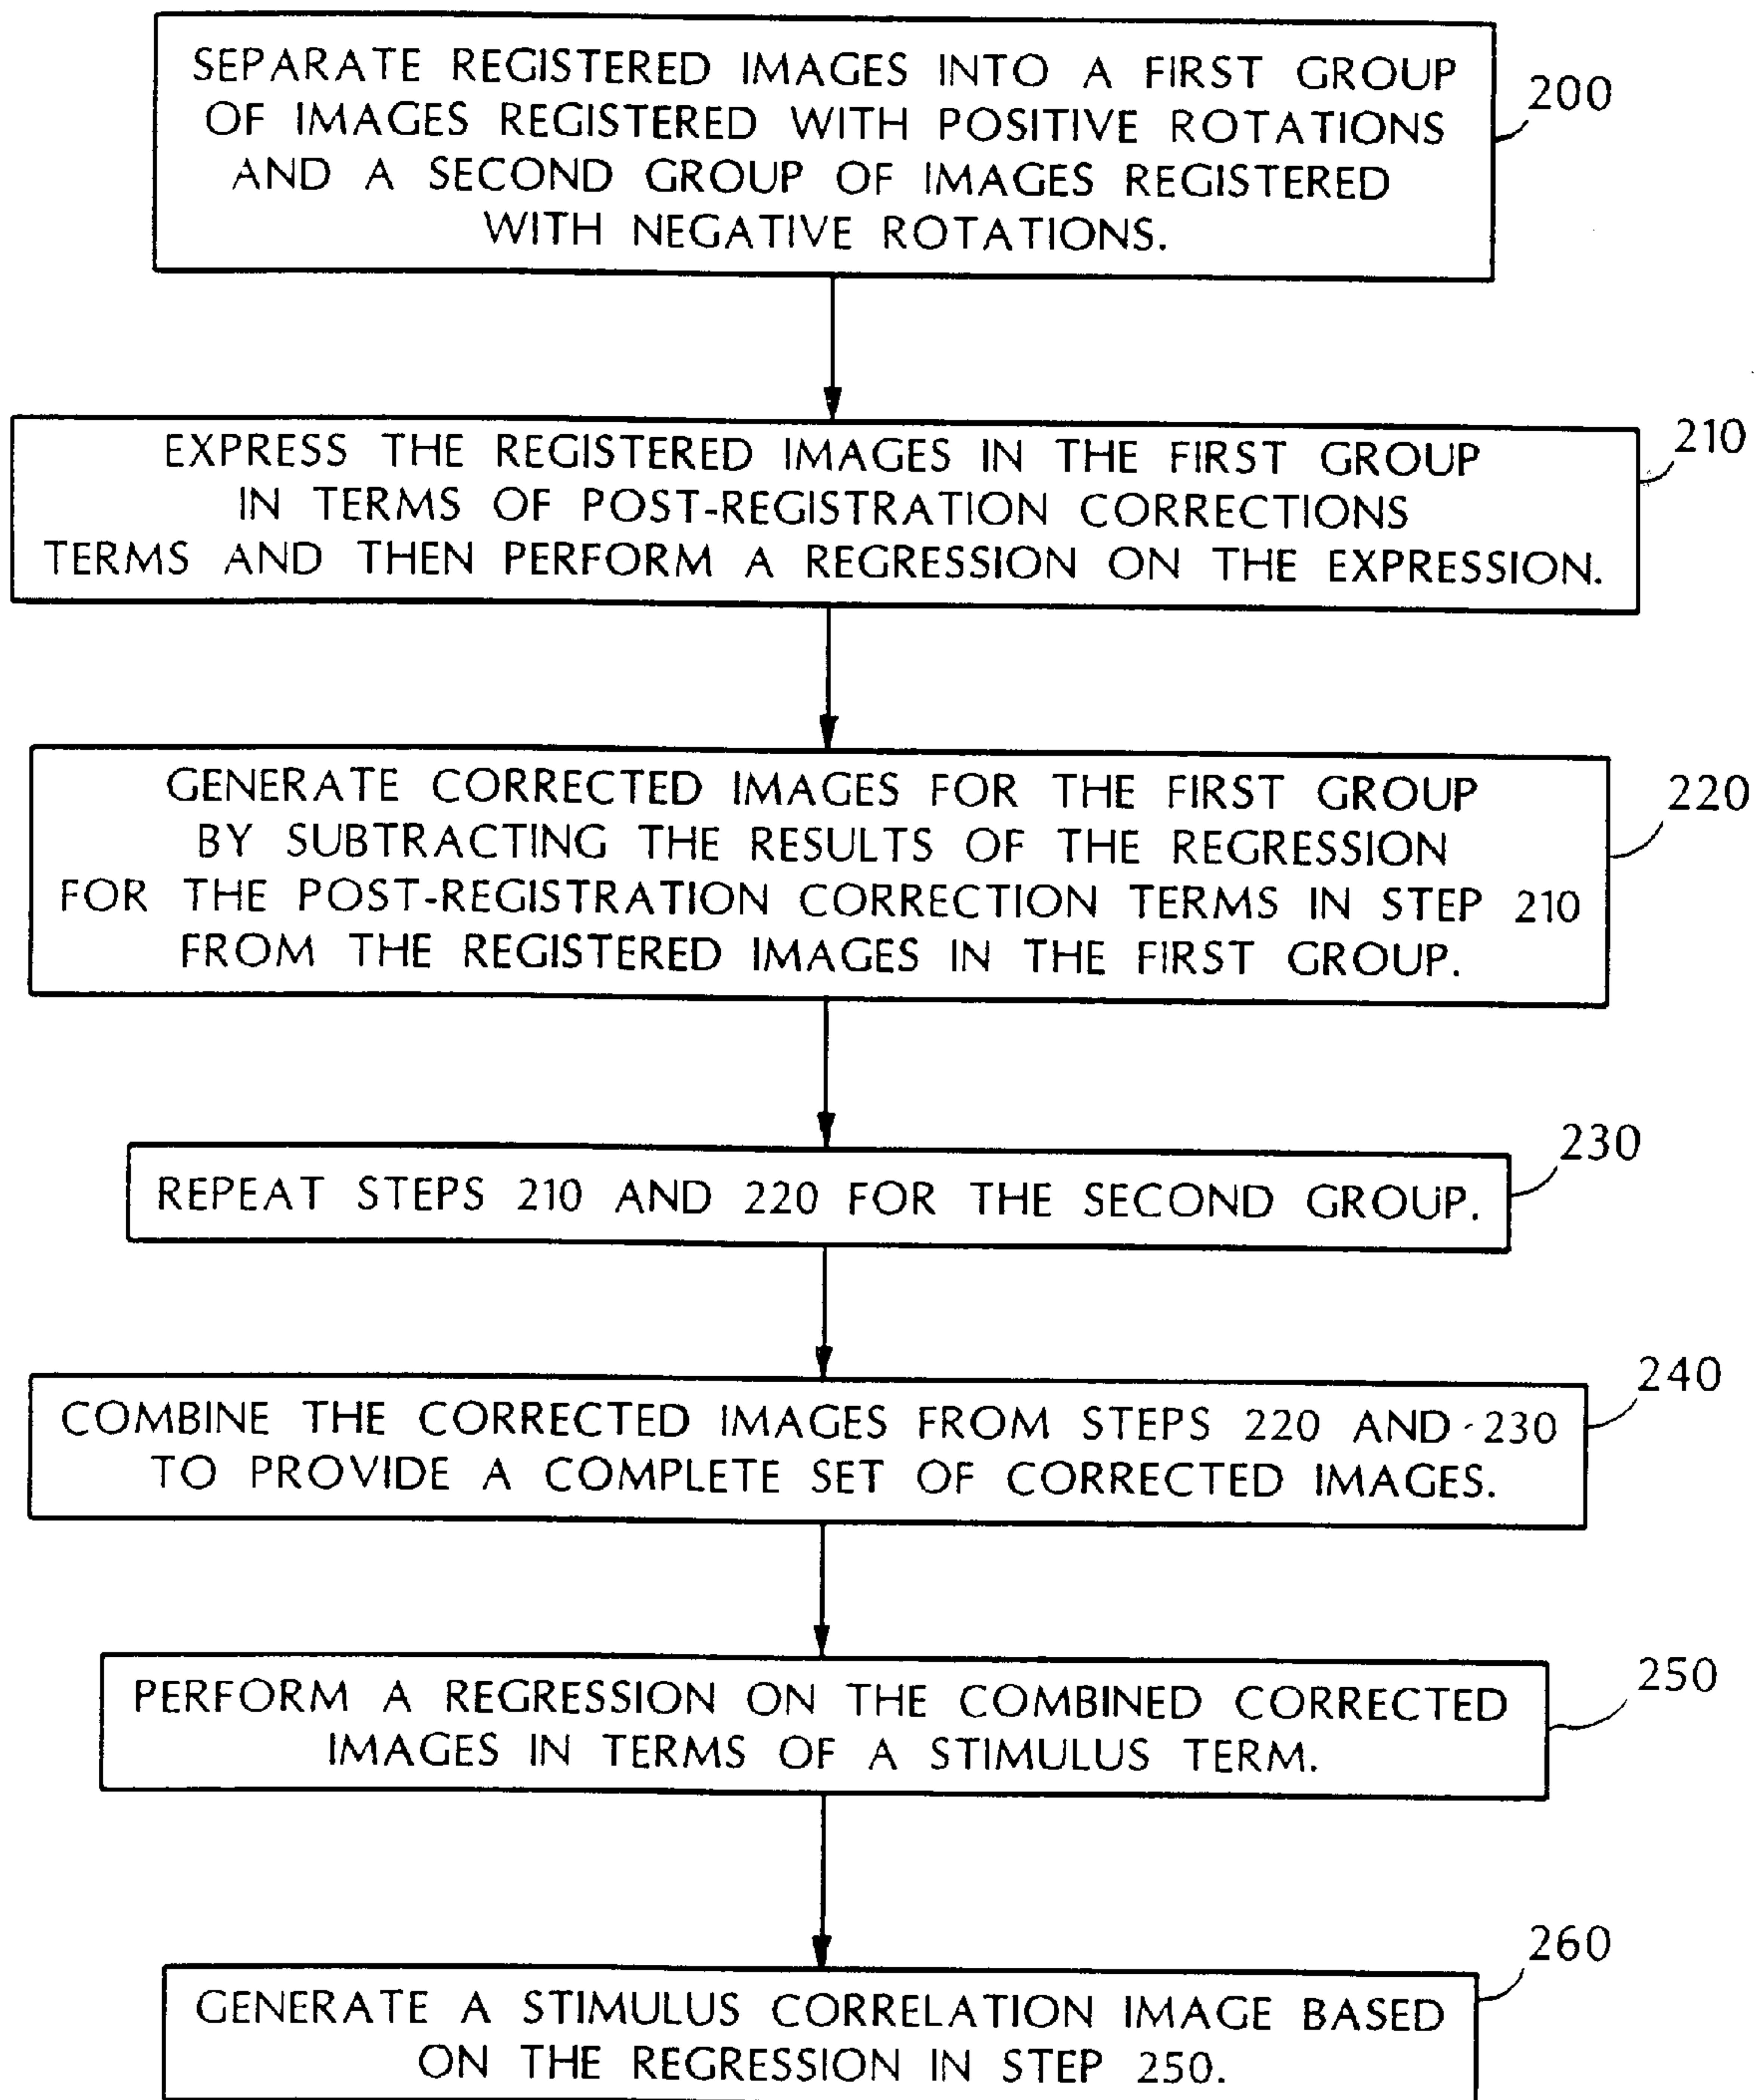 SEPARATE REGISTERED IMAGES INTO A FIRST GROUP
OF IMAGES REGISTERED WITH POSITIVE ROTATIONS
AND A SECOND GROUP OF IMAGES REGISTERED
WITH NEGATIVE ROTATIONS.
200
EXPRESS THE REGISTERED IMAGES IN THE FIRST GROUP
IN TERMS OF POST-REGISTRATION CORRECTIONS
TERMS AND THEN PERFORM A REGRESSION ON THE EXPRESSION.
210
GENERATE CORRECTED IMAGES FOR THE FIRST GROUP
BY SUBTRACTING THE RESULTS OF THE REGRESSION
FOR THE POST-REGISTRATION CORRECTION TERMS IN STEP 210
FROM THE REGISTERED IMAGES IN THE FIRST GROUP.
220
REPEAT STEPS 210 AND 220 FOR THE SECOND GROUP.
230
COMBINE THE CORRECTED IMAGES FROM STEPS 220 AND 230
TO PROVIDE A COMPLETE SET OF CORRECTED IMAGES.
240
PERFORM A REGRESSION ON THE COMBINED CORRECTED
IMAGES IN TERMS OF A STIMULUS TERM.
250
GENERATE A STIMULUS CORRELATION IMAGE BASED
ON THE REGRESSION IN STEP 250.
260